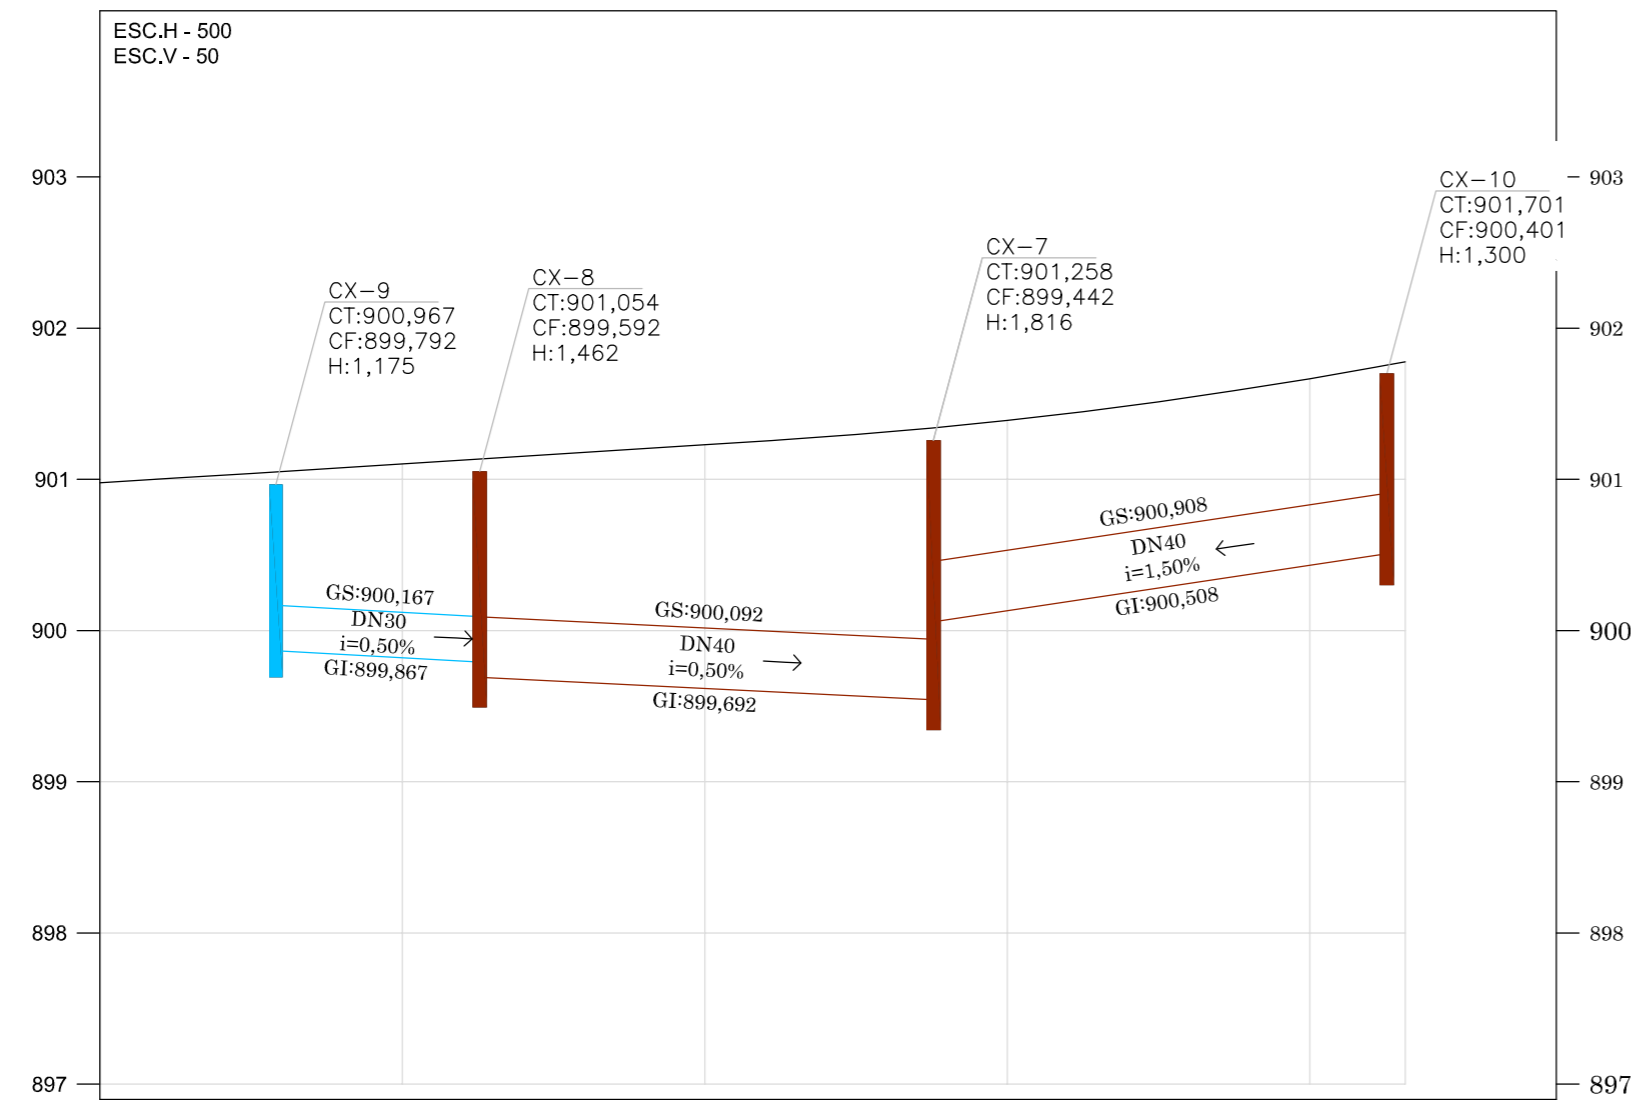 ESC.H - 500
ESC.V - 50
903
903
CX-10
CT:901,701
CF:900,401
H:1,300
CX-7
CT:901,258
CF:899,442
H:1,816
CX-8
CT:901,054
CF:899,592
H:1,462
CX-9
CT:900,967
CF:899,792
H:1,175
902
902
901
901
GS:900,908
DN40
i=1,50%
GI:900,508
GS:900,167
DN30
i=0,50%
GI:899,867
GS:900,092
DN40
i=0,50%
GI:899,692
900
900
899
899
898
898
897
897